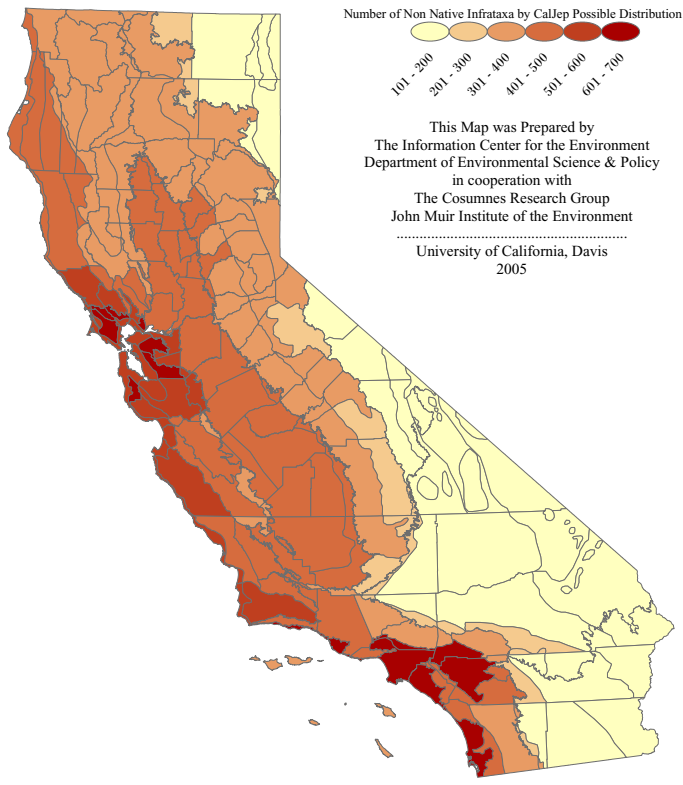 Number of Non Native Infrataxa by CalJep Possible Distribution
101 - 200
201 - 300
301 - 400
401 - 500
501 - 600
601 - 700
This Map was Prepared by
The Information Center for the Environment
Department of Environmental Science & Policy
in cooperation with
The Cosumnes Research Group
John Muir Institute of the Environment
..........................................................
University of California, Davis
2005